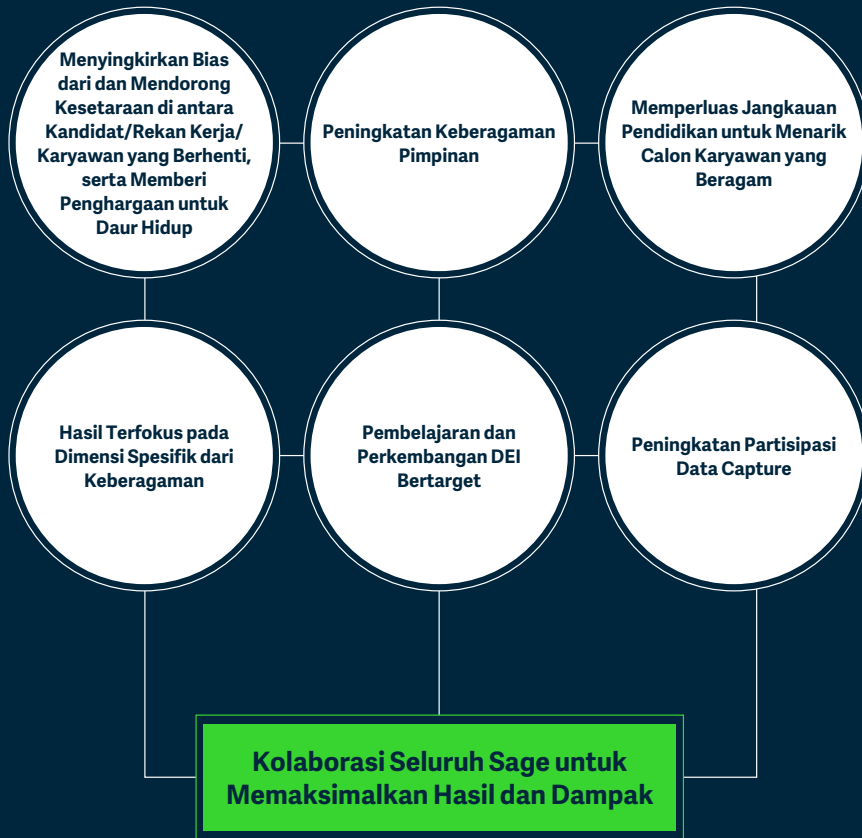 Menyingkirkan Bias
dari dan Mendorong
Kesetaraan di antara
Kandidat/Rekan Kerja/
Karyawan yang Berhenti,
serta Memberi
Penghargaan untuk
Daur Hidup
Peningkatan Keberagaman
Pimpinan
Memperluas Jangkauan
Pendidikan untuk Menarik
Calon Karyawan yang
Beragam
Hasil Terfokus pada
Dimensi Spesifik dari
Keberagaman
Pembelajaran dan
Perkembangan DEI
Bertarget
Peningkatan Partisipasi
Data Capture
Kolaborasi Seluruh Sage untuk
Memaksimalkan Hasil dan Dampak